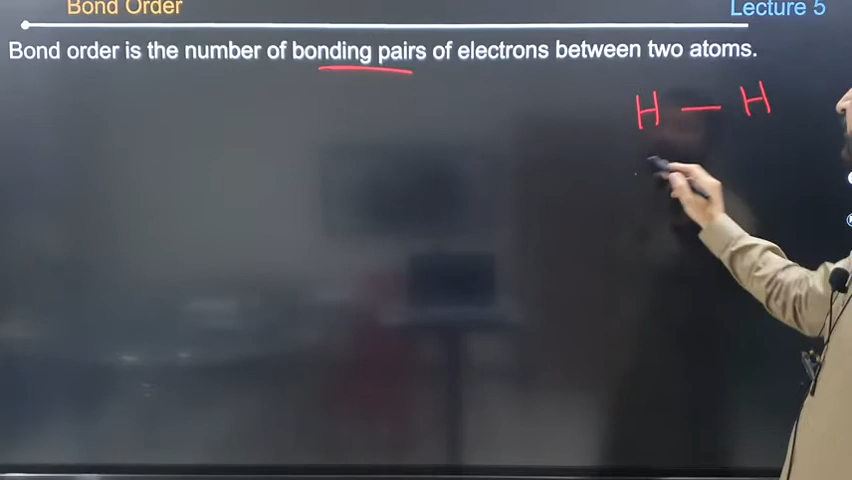 Bond Order
Lecture 5
Bond order is the number of bonding pairs of electrons between two atoms.
H — H